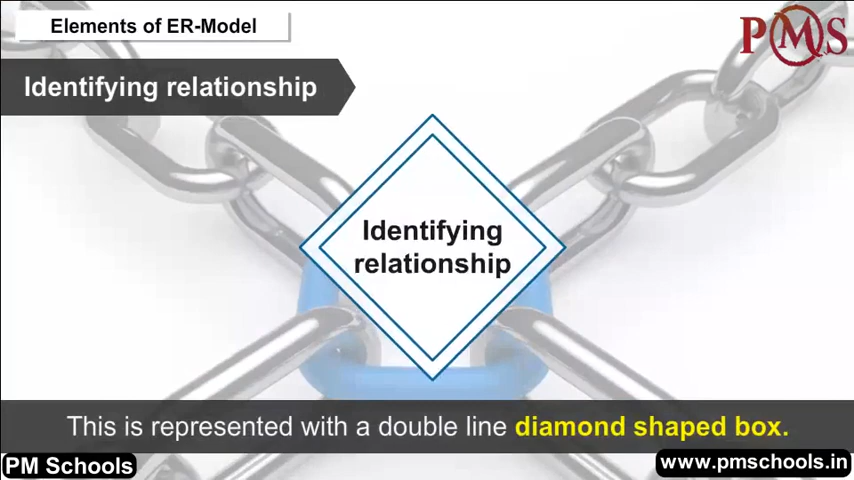 Elements of ER-Model
PMS
Identifying relationship
Identifying
relationship
This is represented with a double line diamond shaped box.
PM Schools
www.pmschools.in